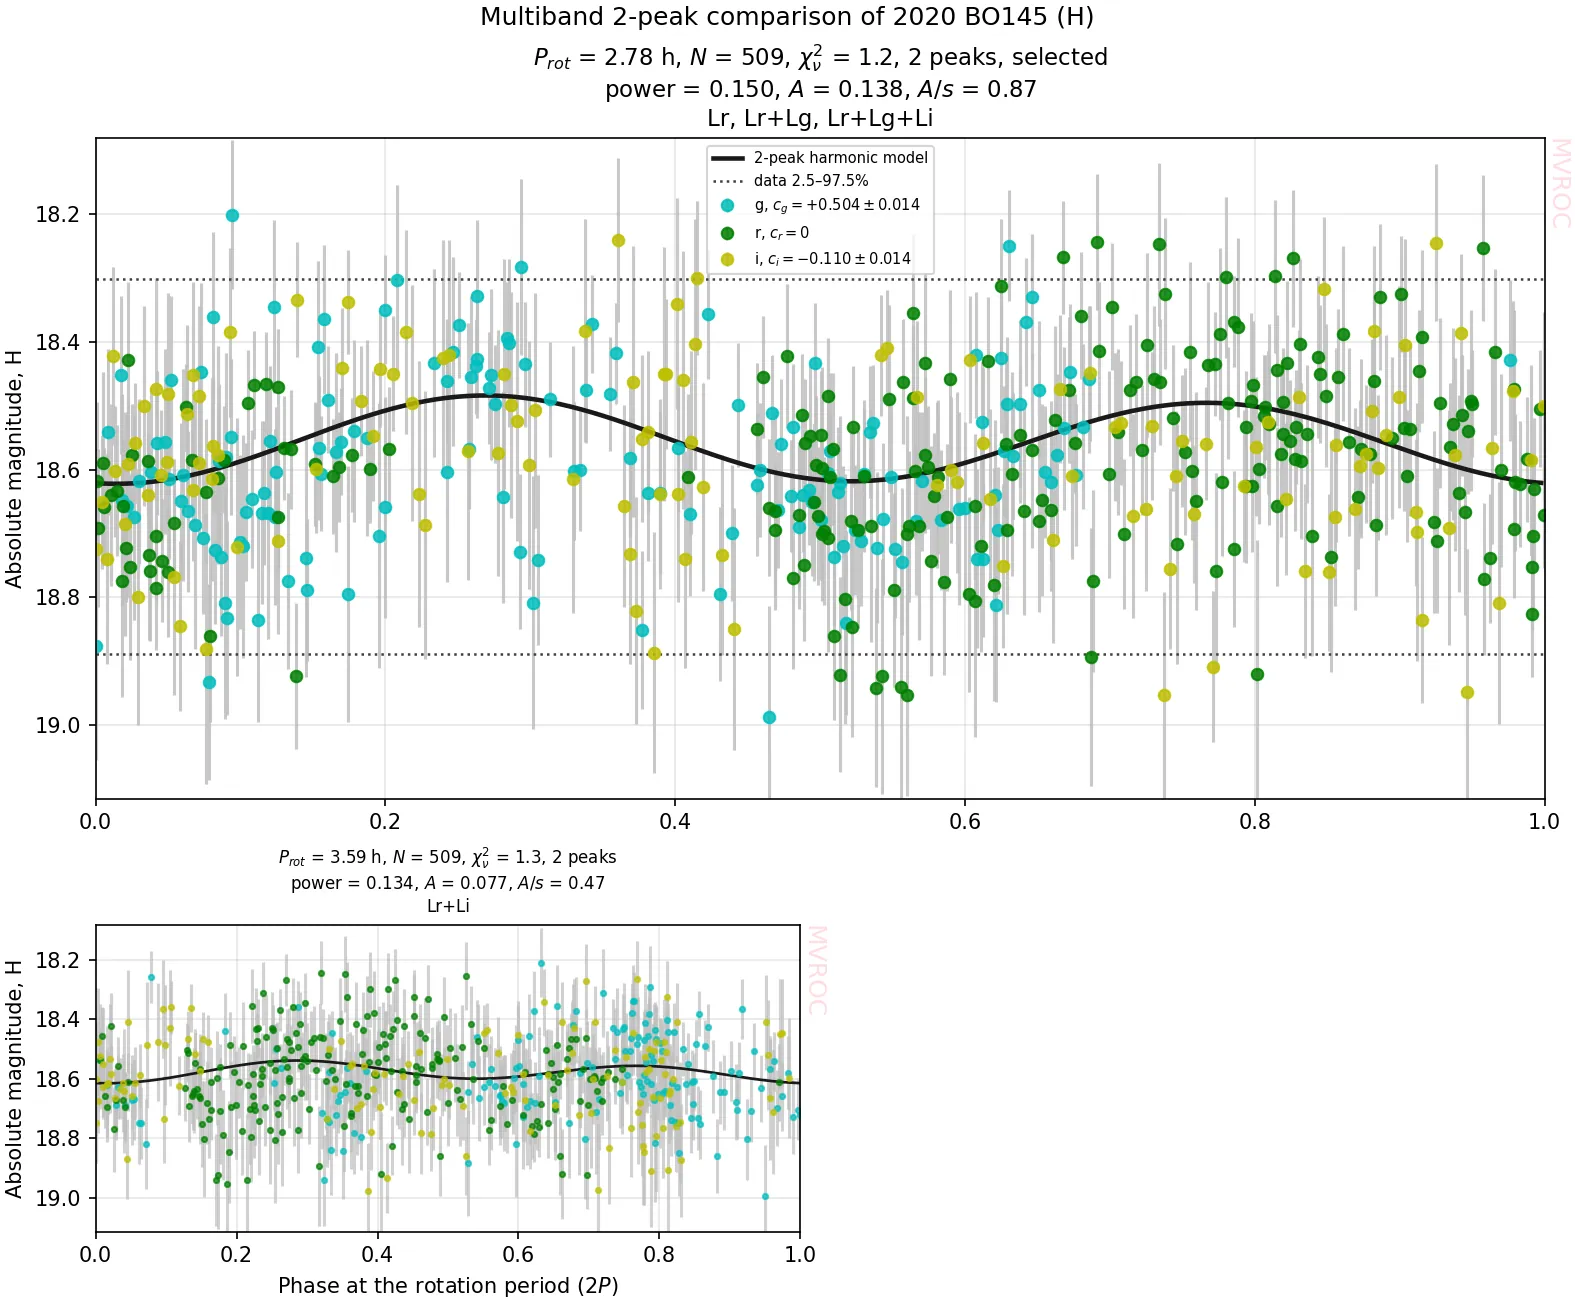 Multiband 2-peak comparison of 2020 BO145 (H)
P_rot = 2.78 h, N = 509, χ²_ν = 1.2, 2 peaks, selected
power = 0.150, A = 0.138, A/s = 0.87
Lr, Lr+Lg, Lr+Lg+Li
MVROC
2-peak harmonic model
data 2.5–97.5%
g, c_g = +0.504 ± 0.014
r, c_r = 0
i, c_i = −0.110 ± 0.014
Absolute magnitude, H
18.2
18.4
18.6
18.8
19.0
0.0 0.2 0.4 0.6 0.8 1.0
P_rot = 3.59 h, N = 509, χ²_ν = 1.3, 2 peaks
power = 0.134, A = 0.077, A/s = 0.47
Lr+Li
MVROC
Absolute magnitude, H
18.2
18.4
18.6
18.8
19.0
0.0 0.2 0.4 0.6 0.8 1.0
Phase at the rotation period (2P)